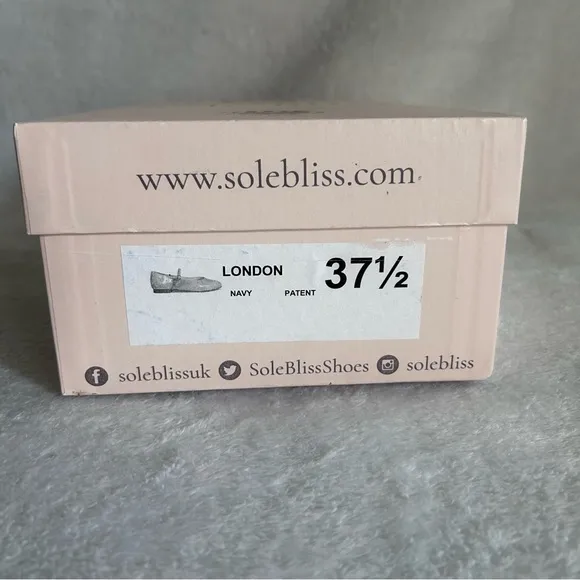 www.solebliss.com
LONDON 37½
NAVY PATENT
soleblissuk SoleBlissShoes solebliss